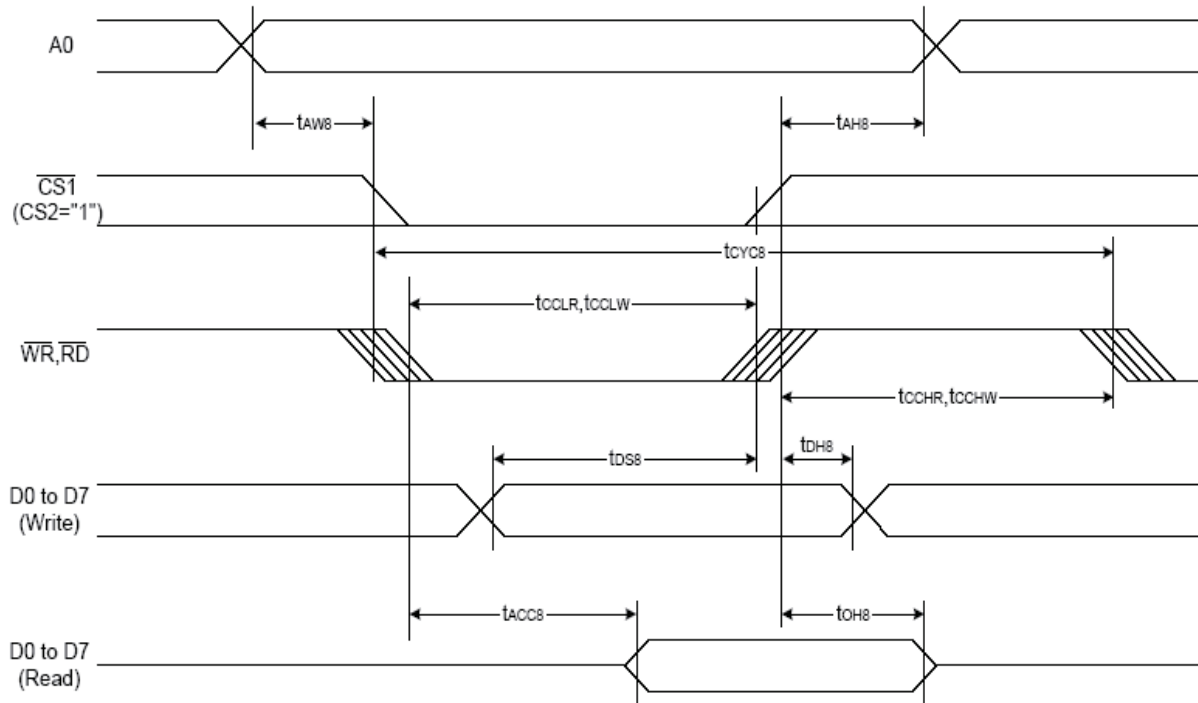 A0
tAW8
tAH8
CS1
(CS2="1")
tCYC8
tCCLR,tCCLW
WR,RD
tCCHR,tCCHW
tDS8
tDH8
D0 to D7
(Write)
tACC8
tOH8
D0 to D7
(Read)